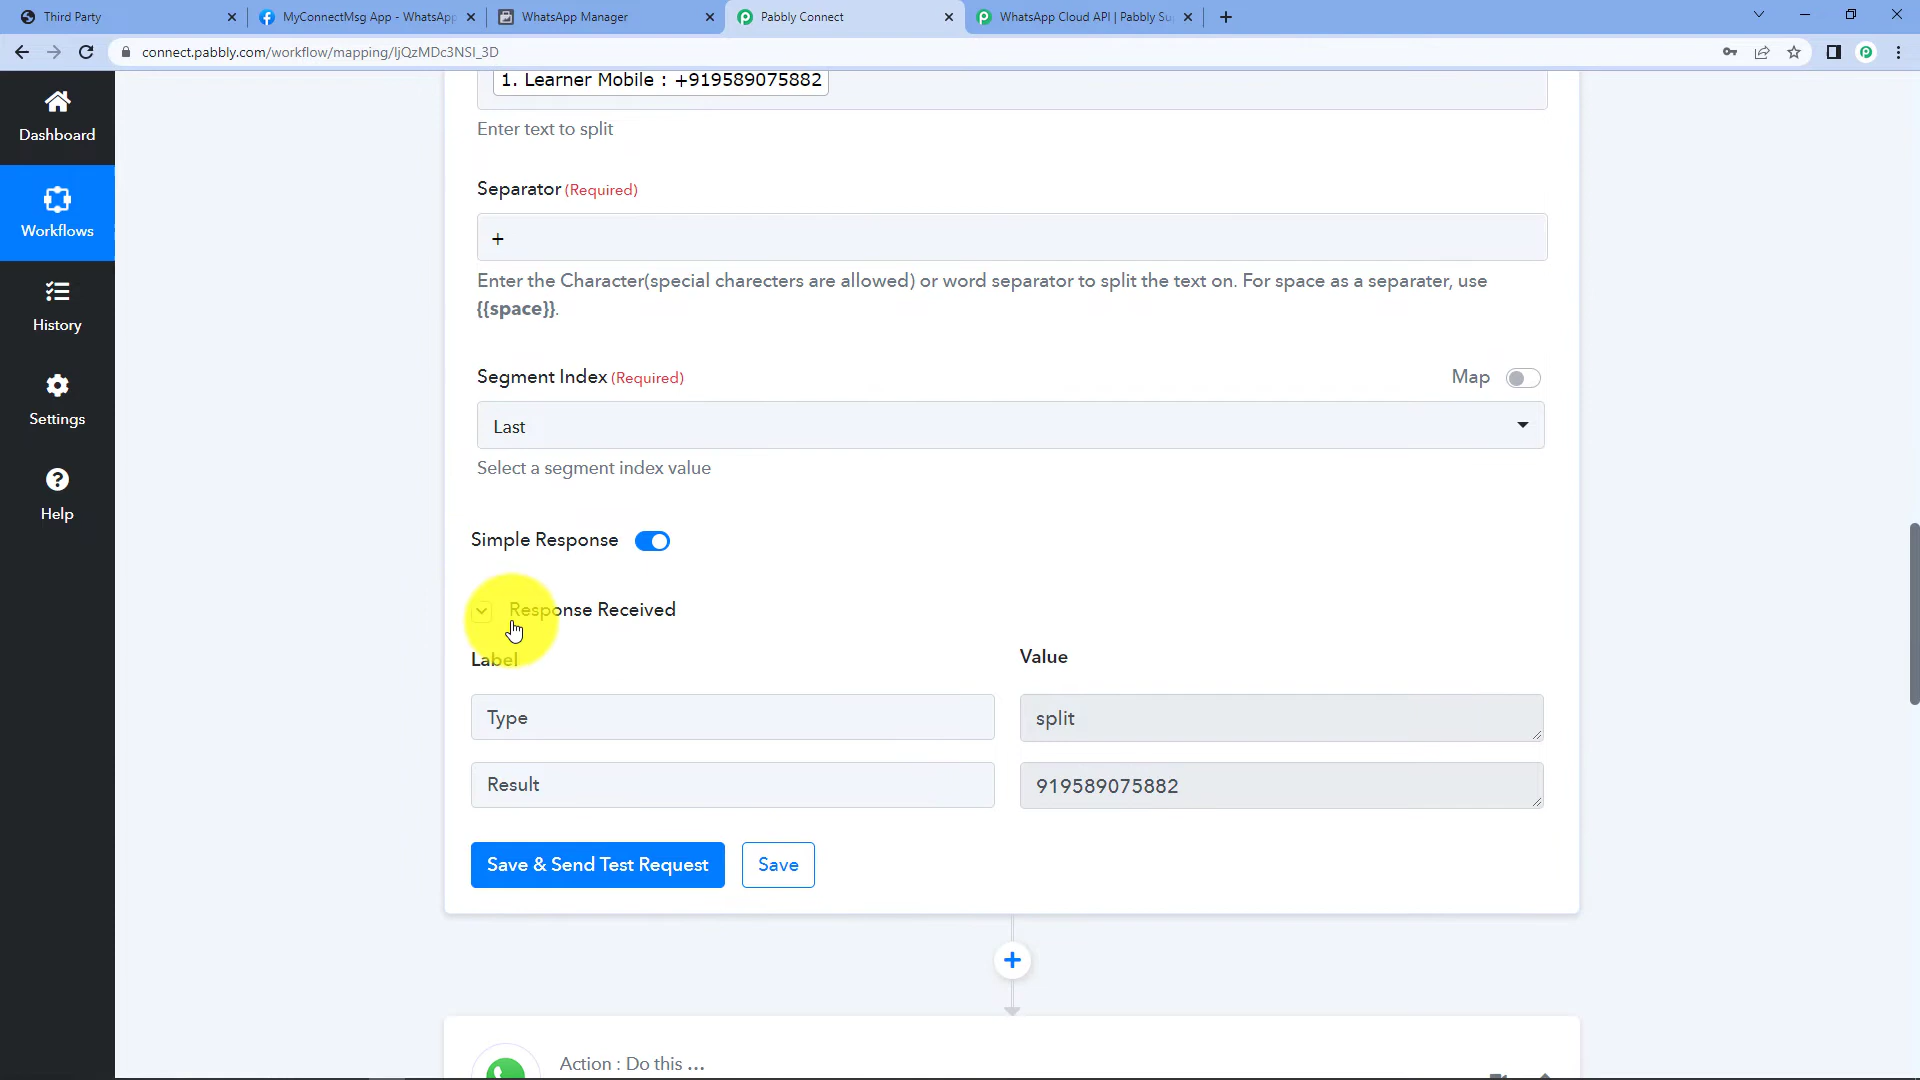 Third Party
MyConnectMsg App - WhatsApp
WhatsApp Manager
Pabbly Connect
WhatsApp Cloud API | Pabbly Su
connect.pabbly.com/workflow/mapping/IjQzMDc3NSI_3D
1. Learner Mobile : +919589075882
Enter text to split
Dashboard
Separator (Required)
+
Workflows
Enter the Character(special charecters are allowed) or word separator to split the text on. For space as a separater, use
{{space}}.
History
Segment Index (Required)
Map
Settings
Last
Select a segment index value
Help
Simple Response
Response Received
Label
Value
Type
split
Result
919589075882
Save & Send Test Request
Save
Action : Do this ...